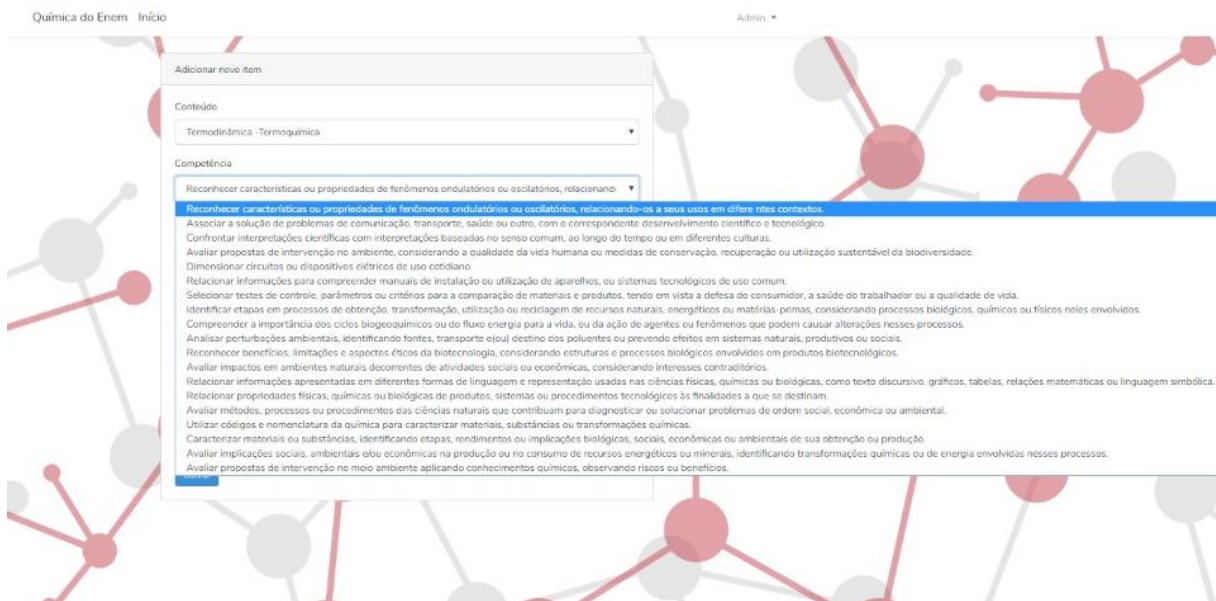 Química do Enem Início Admin
Adicionar novo item
Conteúdo
Termodinâmica -Termoquímica
Competência
Reconhecer características ou propriedades de fenômenos ondulatórios ou oscilatórios, relacionand
Reconhecer características ou propriedades de fenômenos ondulatórios ou oscilatórios, relacionando-os a seus usos em difere ntes contextos.
Associar a solução de problemas de comunicação, transporte, saúde ou outro, com o correspondente desenvolvimento científico e tecnológico.
Confrontar interpretações científicas com interpretações baseadas no senso comum, ao longo do tempo ou em diferentes culturas.
Avaliar propostas de intervenção no ambiente, considerando a qualidade da vida humana ou medidas de conservação, recuperação ou utilização sustentável da biodiversidade.
Dimensionar circuitos ou dispositivos elétricos de uso cotidiano.
Relacionar informações para compreender manuais de instalação ou utilização de aparelhos, ou sistemas tecnológicos de uso comum.
Selecionar testes de controle, parâmetros ou critérios para a comparação de materiais e produtos, tendo em vista a defesa do consumidor, a saúde do trabalhador ou a qualidade de vida.
Identificar etapas em processos de obtenção, transformação, utilização ou reciclagem de recursos naturais, energéticos ou matérias-primas, considerando processos biológicos, químicos ou físicos neles envolvidos.
Compreender a importância dos ciclos biogeoquímicos ou do fluxo energia para a vida, ou da ação de agentes ou fenômenos que podem causar alterações nesses processos.
Analisar perturbações ambientais, identificando fontes, transporte e(ou) destino dos poluentes ou prevendo efeitos em sistemas naturais, produtivos ou sociais.
Reconhecer benefícios, limitações e aspectos éticos da biotecnologia, considerando estruturas e processos biológicos envolvidos em produtos biotecnológicos.
Avaliar impactos em ambientes naturais decorrentes de atividades sociais ou econômicas, considerando interesses contraditórios.
Relacionar informações apresentadas em diferentes formas de linguagem e representação usadas nas ciências físicas, químicas ou biológicas, como texto discursivo, gráficos, tabelas, relações matemáticas ou linguagem simbólica.
Relacionar propriedades físicas, químicas ou biológicas de produtos, sistemas ou procedimentos tecnológicos às finalidades a que se destinam.
Avaliar métodos, processos ou procedimentos das ciências naturais que contribuam para diagnosticar ou solucionar problemas de ordem social, econômica ou ambiental.
Utilizar códigos e nomenclatura da química para caracterizar materiais, substâncias ou transformações químicas.
Caracterizar materiais ou substâncias, identificando etapas, rendimentos ou implicações biológicas, sociais, econômicas ou ambientais de sua obtenção ou produção.
Avaliar implicações sociais, ambientais e/ou econômicas na produção ou no consumo de recursos energéticos ou minerais, identificando transformações químicas ou de energia envolvidas nesses processos.
Avaliar propostas de intervenção no meio ambiente aplicando conhecimentos químicos, observando riscos ou benefícios.